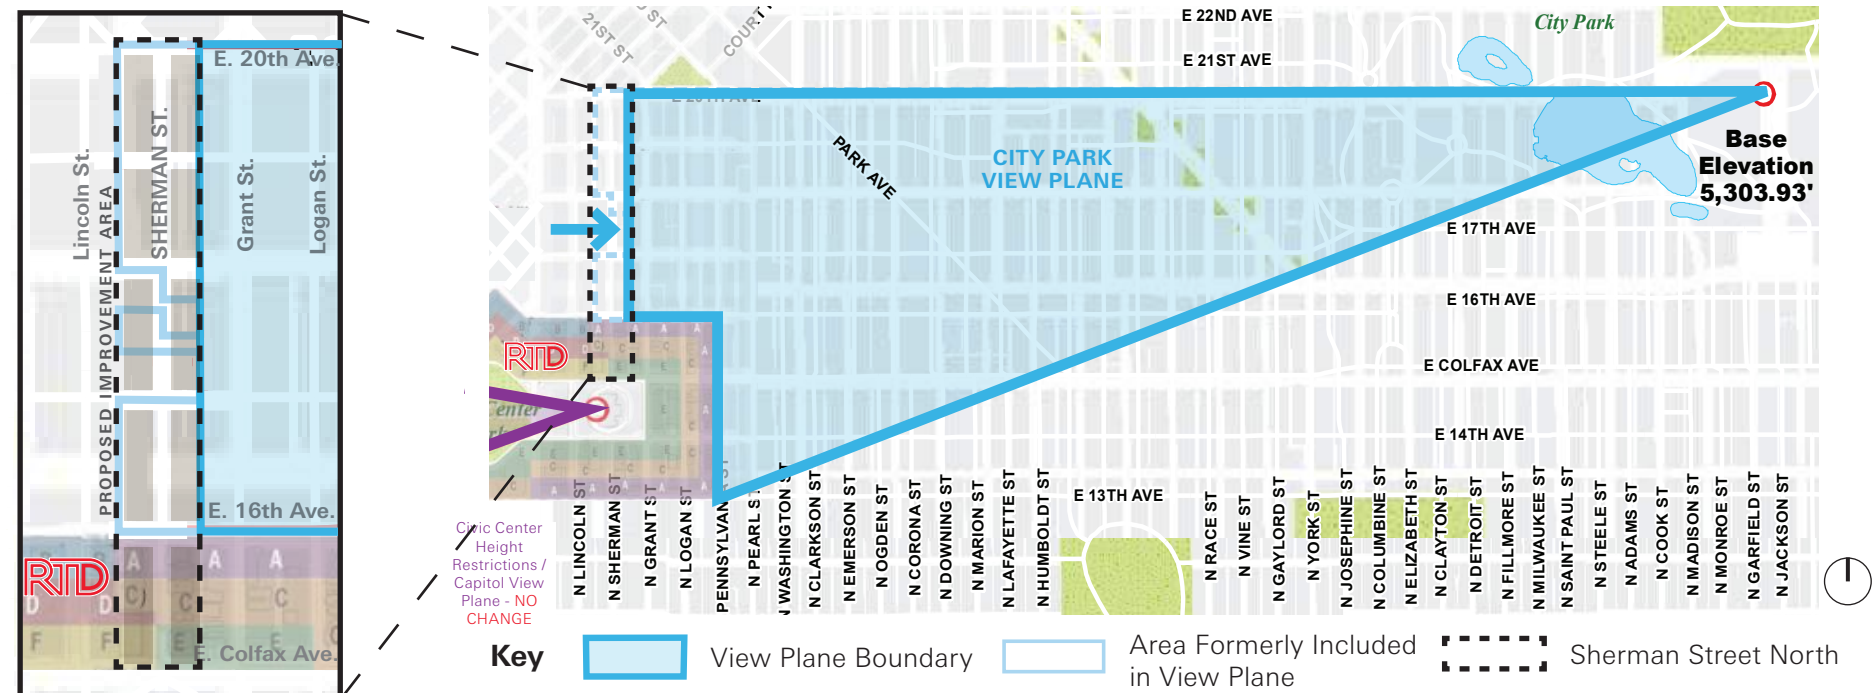 E. 20th Ave.
Lincoln St.
PROPOSED IMPROVEMENT AREA
SHERMAN ST.
Grant St.
Logan St.
E. 16th Ave.
A
A
A
RTD
D
D
C)
C
C
F
F
E
E
E. Colfax Ave.
21ST ST
E 22ND AVE
City Park
E 21ST AVE
E 20TH AVE
PARK AVE
CITY PARK
VIEW PLANE
Base
Elevation
5,303.93'
E 17TH AVE
E 16TH AVE
RTD
E COLFAX AVE
Center
E 14TH AVE
E 13TH AVE
N LINCOLN ST
N SHERMAN ST
N GRANT ST
N LOGAN ST
PENNSYLVAN
N PEARL ST
N WASHINGTON ST
N CLARKSON ST
N EMERSON ST
N OGDEN ST
N CORONA ST
N DOWNING ST
N MARION ST
N LAFAYETTE ST
N HUMBOLDT ST
N RACE ST
N VINE ST
N GAYLORD ST
N YORK ST
N JOSEPHINE ST
N COLUMBINE ST
N ELIZABETH ST
N CLAYTON ST
N DETROIT ST
N FILLMORE ST
N MILWAUKEE ST
N SAINT PAUL ST
N STEELE ST
N ADAMS ST
N COOK ST
N MADISON ST
N MONROE ST
N GARFIELD ST
N JACKSON ST
Civic Center
Height
Restrictions /
Capitol View
Plane - NO
CHANGE
Key
View Plane Boundary
Area Formerly Included
in View Plane
Sherman Street North